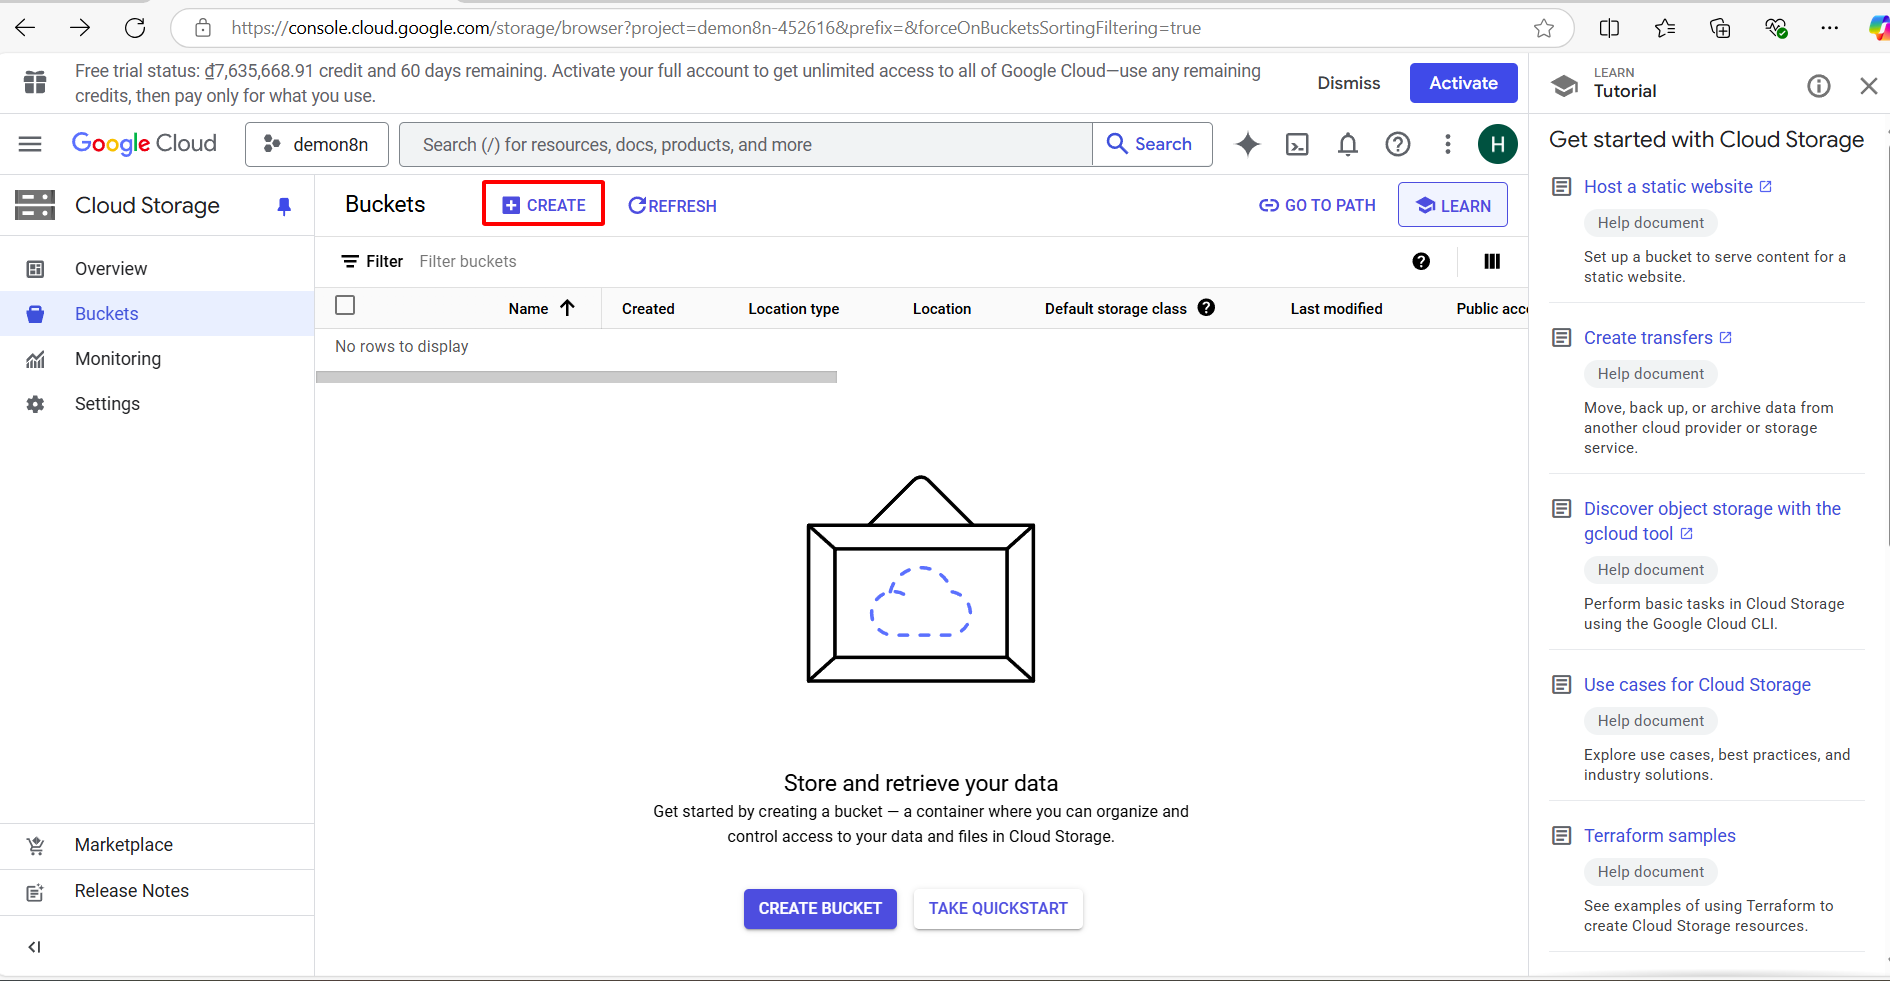 https://console.cloud.google.com/storage/browser?project=demon8n-452616&prefix=&forceOnBucketsSortingFiltering=true
Free trial status: ₫7,635,668.91 credit and 60 days remaining. Activate your full account to get unlimited access to all of Google Cloud—use any remaining
credits, then pay only for what you use.
Dismiss
Activate
LEARN
Tutorial
Google Cloud
demon8n
Search (/) for resources, docs, products, and more
Search
H
Cloud Storage
Overview
Buckets
Monitoring
Settings
Marketplace
Release Notes
Buckets
CREATE
REFRESH
GO TO PATH
LEARN
Filter
Filter buckets
Name
Created
Location type
Location
Default storage class
Last modified
Public acce
No rows to display
Store and retrieve your data
Get started by creating a bucket — a container where you can organize and
control access to your data and files in Cloud Storage.
CREATE BUCKET
TAKE QUICKSTART
Get started with Cloud Storage
Host a static website
Help document
Set up a bucket to serve content for a
static website.
Create transfers
Help document
Move, back up, or archive data from
another cloud provider or storage
service.
Discover object storage with the
gcloud tool
Help document
Perform basic tasks in Cloud Storage
using the Google Cloud CLI.
Use cases for Cloud Storage
Help document
Explore use cases, best practices, and
industry solutions.
Terraform samples
Help document
See examples of using Terraform to
create Cloud Storage resources.